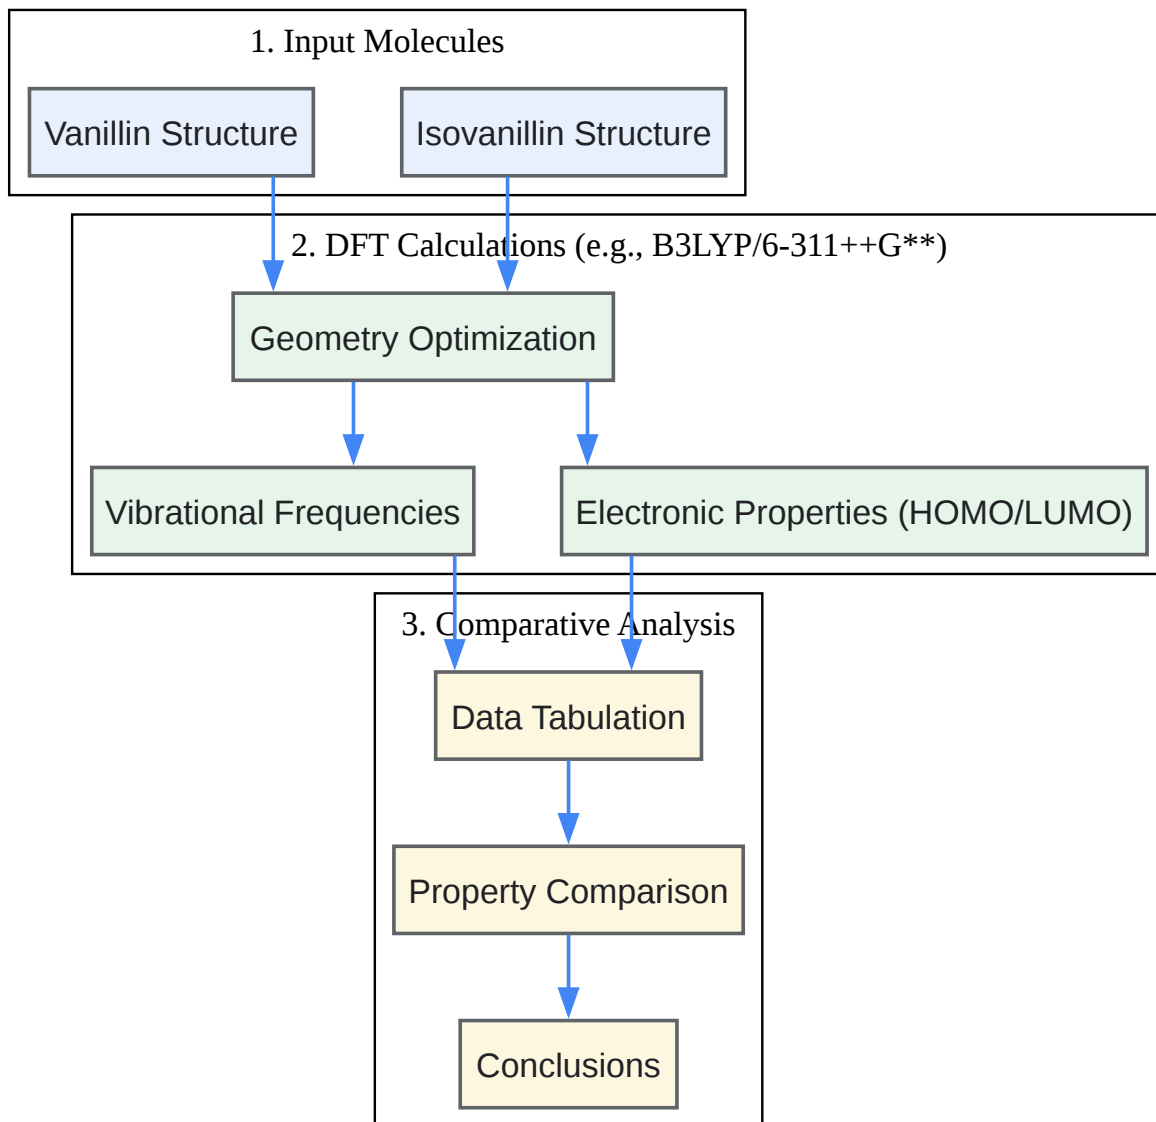 1. Input Molecules
Vanillin Structure
Isovanillin Structure
2. DFT Calculations (e.g., B3LYP/6-311++G**)
Geometry Optimization
Vibrational Frequencies
Electronic Properties (HOMO/LUMO)
3. Comparative Analysis
Data Tabulation
Property Comparison
Conclusions